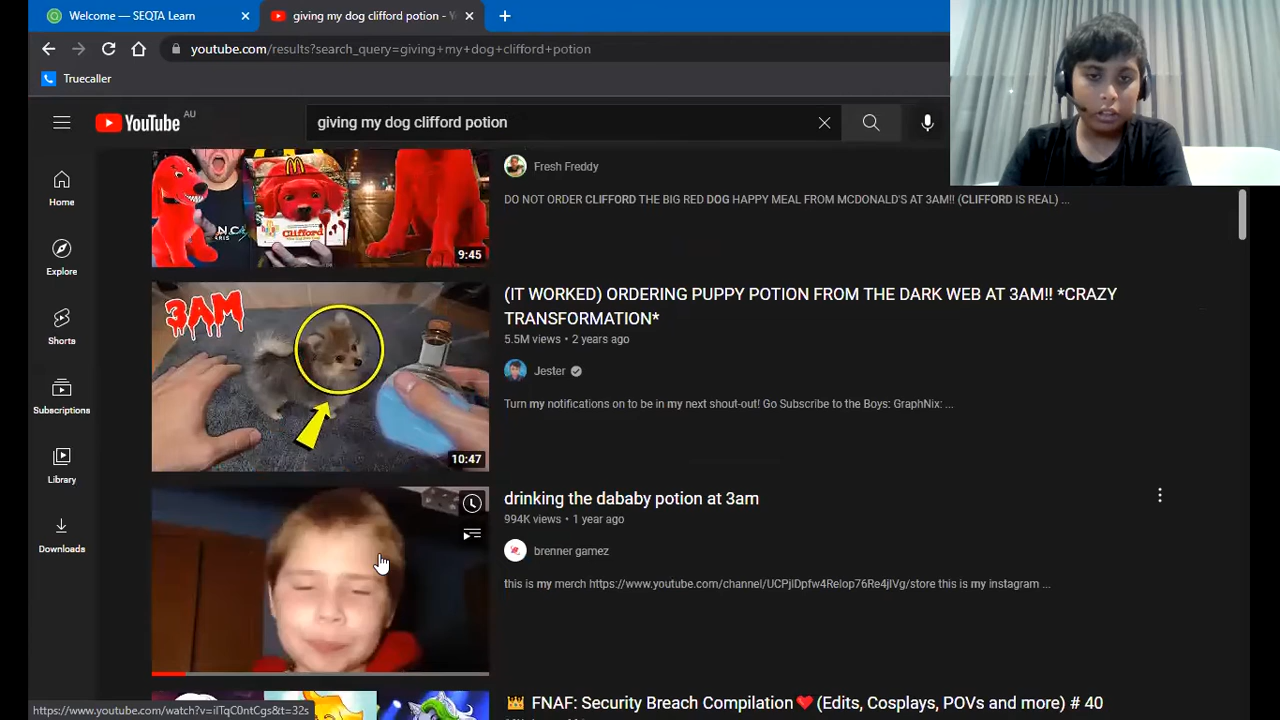 Welcome — SEQTA Learn
giving my dog clifford potion - Y
youtube.com/results?search_query=giving+my+dog+clifford+potion
Truecaller
YouTube AU
giving my dog clifford potion
Home
Explore
Shorts
Subscriptions
Library
Downloads
Clifford
9:45
Fresh Freddy
DO NOT ORDER CLIFFORD THE BIG RED DOG HAPPY MEAL FROM MCDONALD'S AT 3AM!! (CLIFFORD IS REAL) ...
3AM
10:47
(IT WORKED) ORDERING PUPPY POTION FROM THE DARK WEB AT 3AM!! *CRAZY
TRANSFORMATION*
5.5M views • 2 years ago
Jester
Turn my notifications on to be in my next shout-out! Go Subscribe to the Boys: GraphNix: ...
drinking the dababy potion at 3am
994K views • 1 year ago
brenner gamez
this is my merch https://www.youtube.com/channel/UCPjlDpfw4Relop76Re4jlVg/store this is my instagram ...
👑 FNAF: Security Breach Compilation❤️(Edits, Cosplays, POVs and more) # 40
https://www.youtube.com/watch?v=iITqC0ntCgs&t=32s